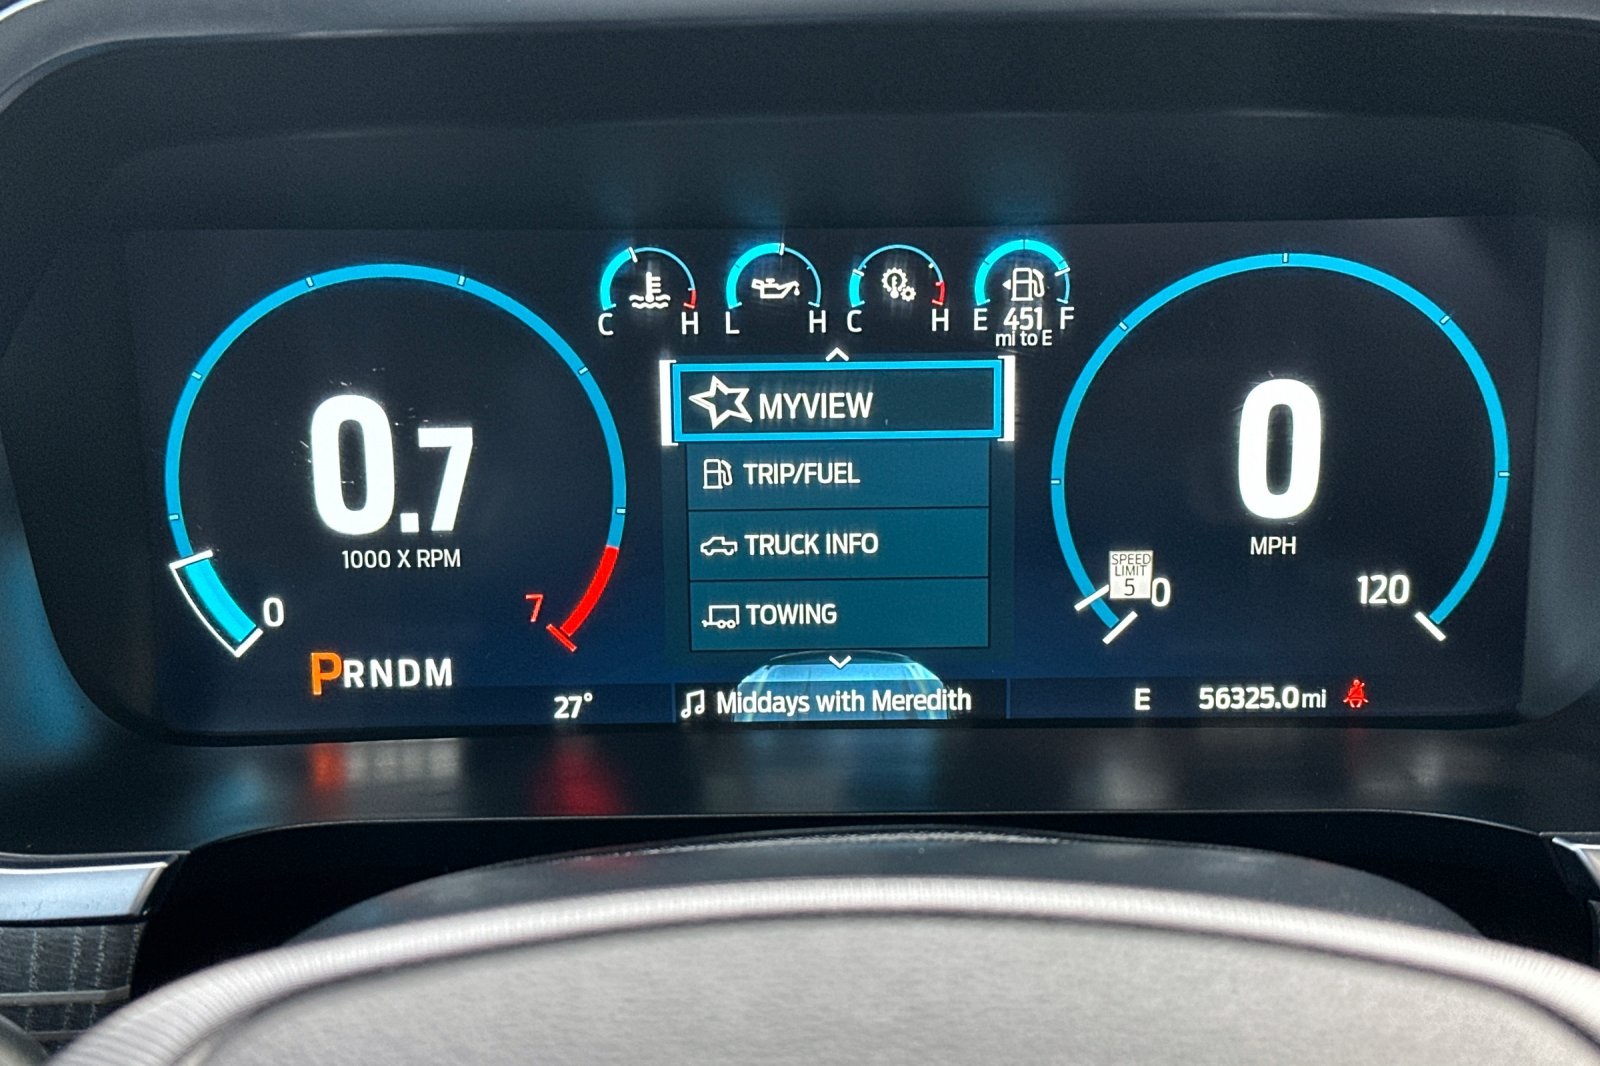 C H
L H
C H
E F
451
mi to E
MYVIEW
TRIP/FUEL
TRUCK INFO
TOWING
0.7
1000 X RPM
0
7
PRNDM
27°
Middays with Meredith
0
MPH
SPEED
LIMIT
5
0
120
E
56325.0mi